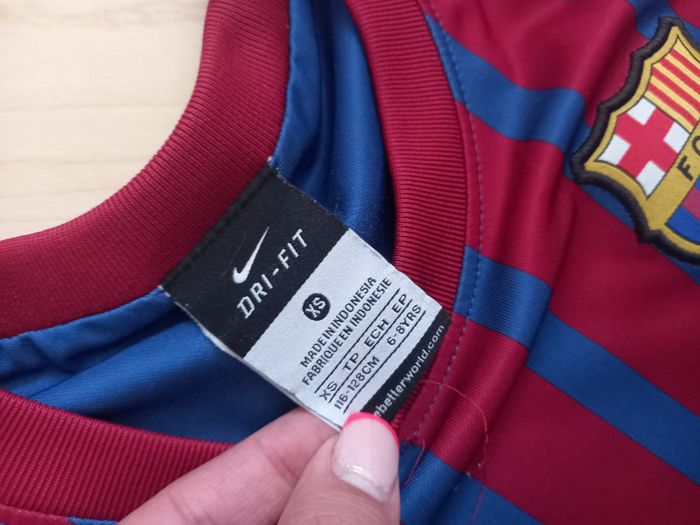 DRI-FIT
XS
MADE IN INDONESIA
FABRIQUE EN INDONESIE
XS TP ECH EP
116-128CM 6-8YRS
ebetterworld.com
F C